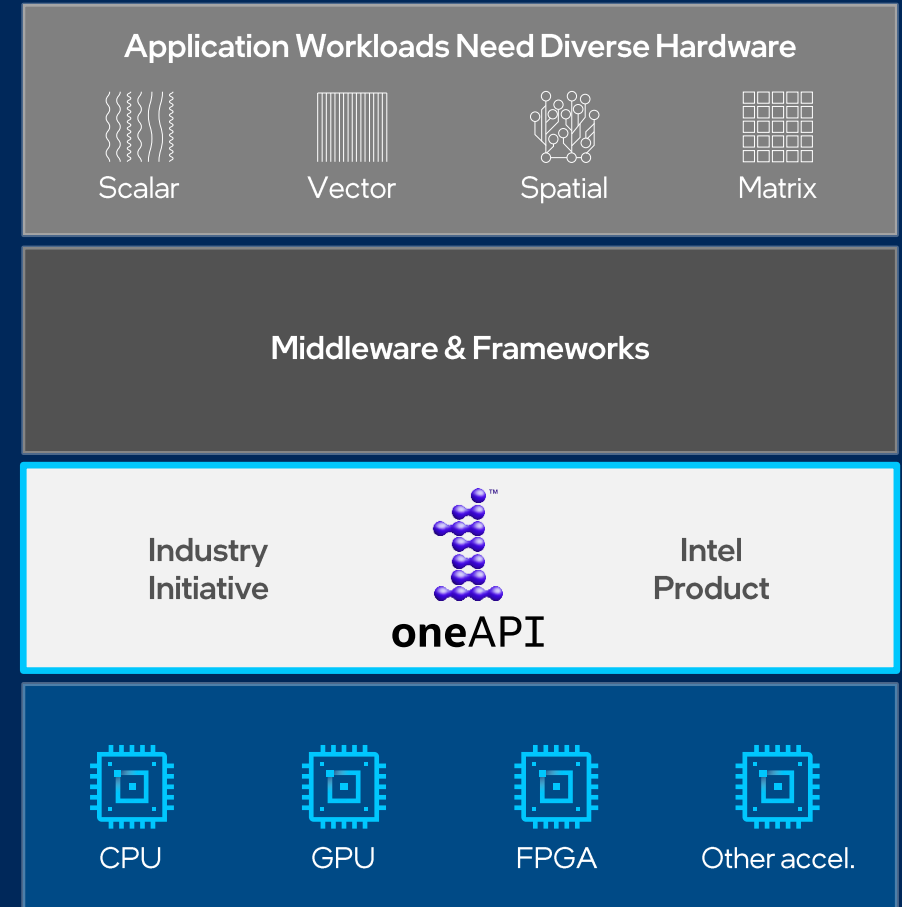 Application Workloads Need Diverse Hardware
Scalar
Vector
Spatial
Matrix
Middleware & Frameworks
Industry
Initiative
™
oneAPI
Intel
Product
CPU
GPU
FPGA
Other accel.